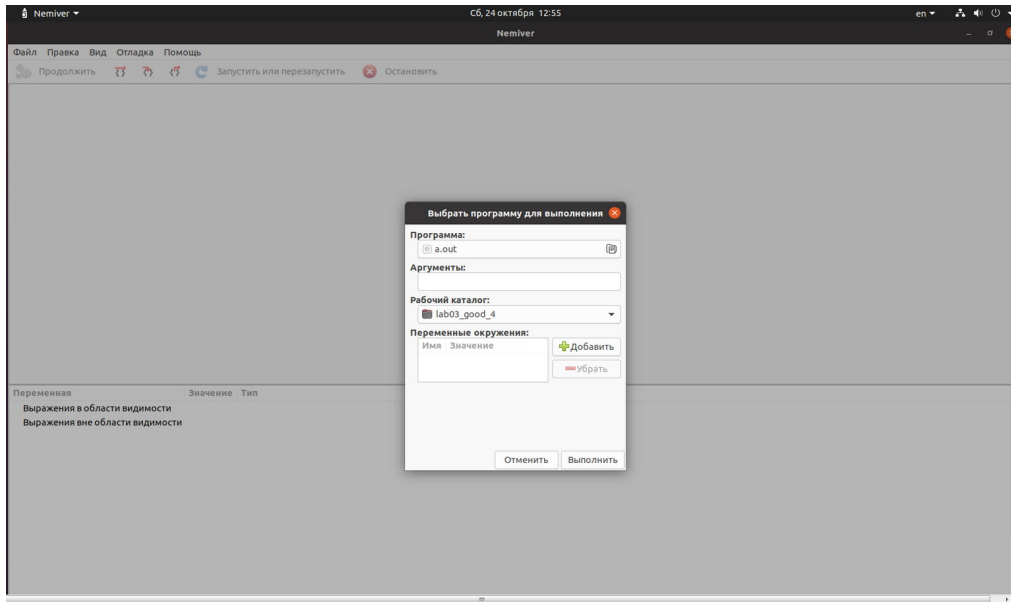 Nemiver
Сб, 24 октября 12:55
en
Nemiver
Файл Правка Вид Отладка Помощь
Продолжить Запустить или перезапустить Остановить
Выбрать программу для выполнения
Программа:
a.out
Аргументы:
Рабочий каталог:
lab03_good_4
Переменные окружения:
Имя Значение
Добавить
Убрать
Отменить Выполнить
Переменная Значение Тип
Выражения в области видимости
Выражения вне области видимости